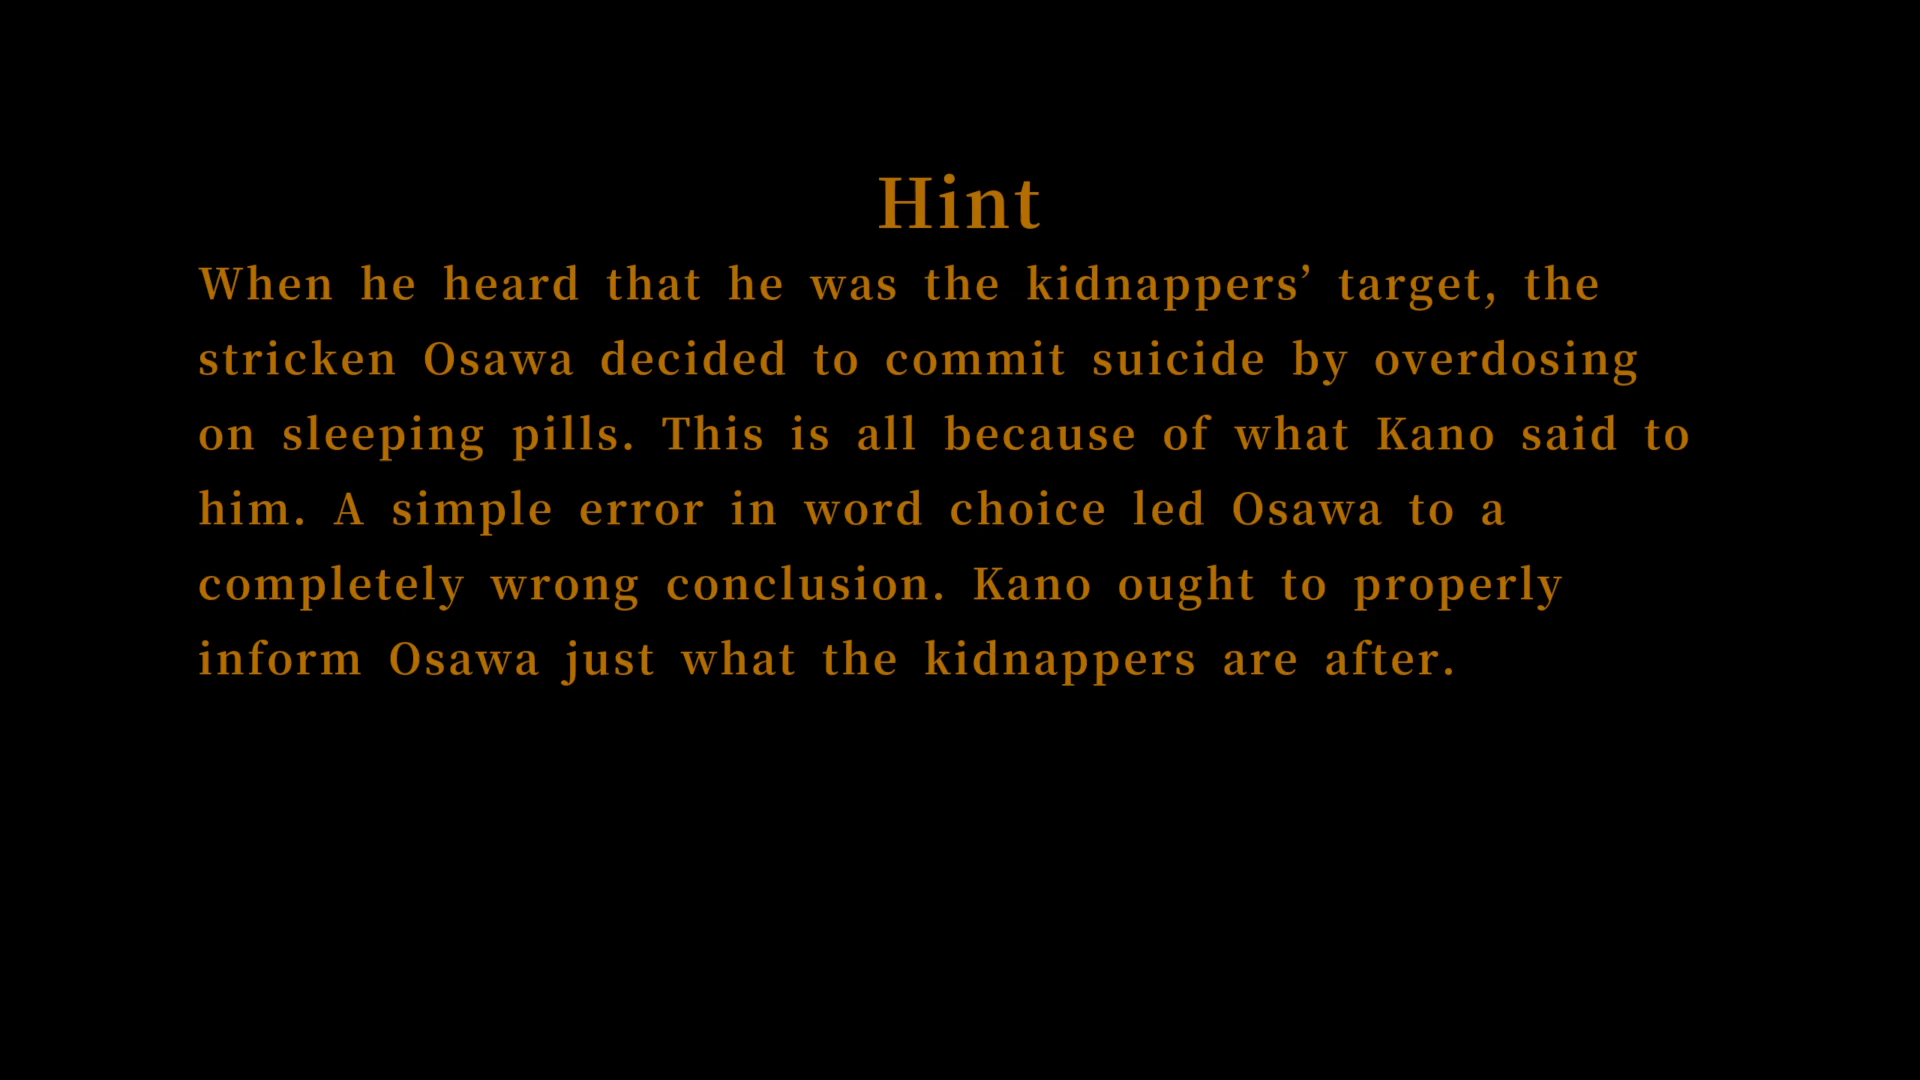 Hint
When he heard that he was the kidnappers’ target, the
stricken Osawa decided to commit suicide by overdosing
on sleeping pills. This is all because of what Kano said to
him. A simple error in word choice led Osawa to a
completely wrong conclusion. Kano ought to properly
inform Osawa just what the kidnappers are after.